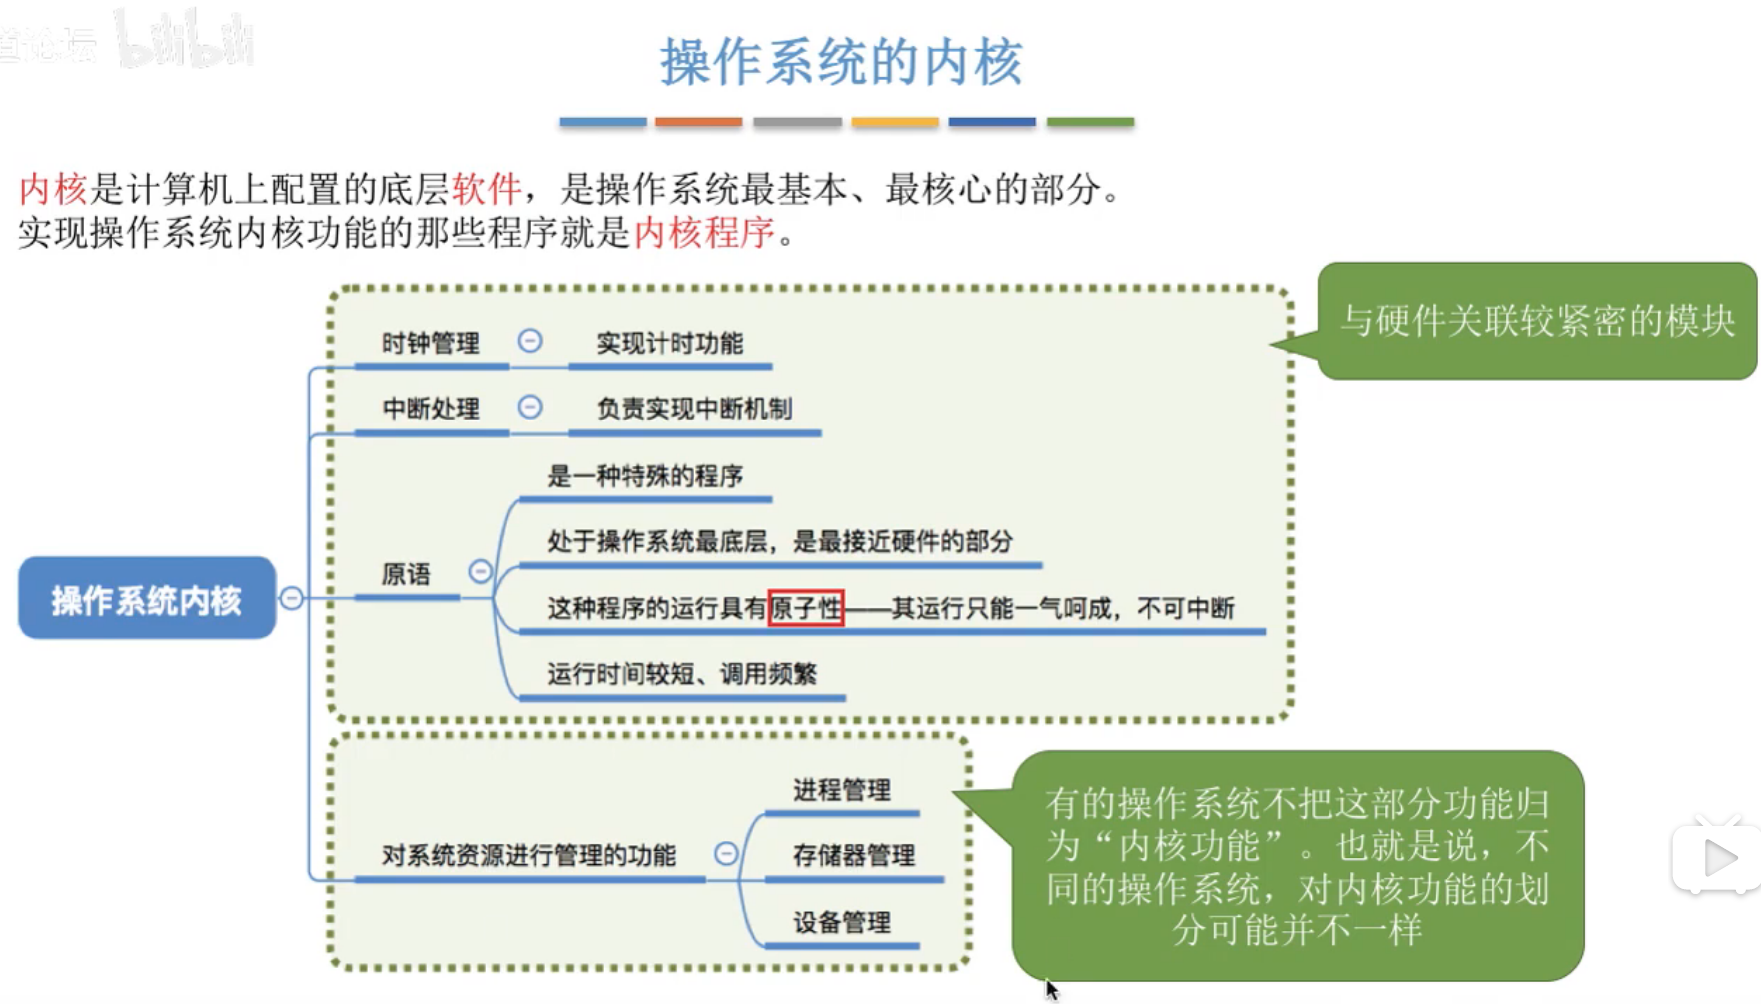 道论坛 bilibili
操作系统的内核
内核是计算机上配置的底层软件，是操作系统最基本、最核心的部分。
实现操作系统内核功能的那些程序就是内核程序。
与硬件关联较紧密的模块
时钟管理 实现计时功能
中断处理 负责实现中断机制
是一种特殊的程序
处于操作系统最底层，是最接近硬件的部分
原语
这种程序的运行具有原子性——其运行只能一气呵成，不可中断
运行时间较短、调用频繁
操作系统内核
进程管理
对系统资源进行管理的功能 存储器管理
设备管理
有的操作系统不把这部分功能归
为“内核功能”。也就是说，不
同的操作系统，对内核功能的划
分可能并不一样